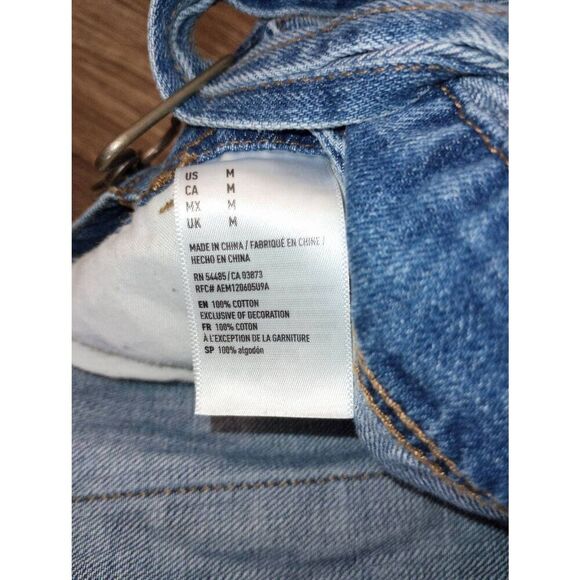 US M
CA M
MX M
UK M
MADE IN CHINA / FABRIQUÉ EN CHINE /
HECHO EN CHINA
RN 54485/CA 03873
RFC# AEM120605U9A
EN 100% COTTON
EXCLUSIVE OF DECORATION
FR 100% COTON
À L'EXCEPTION DE LA GARNITURE
SP 100% algodón